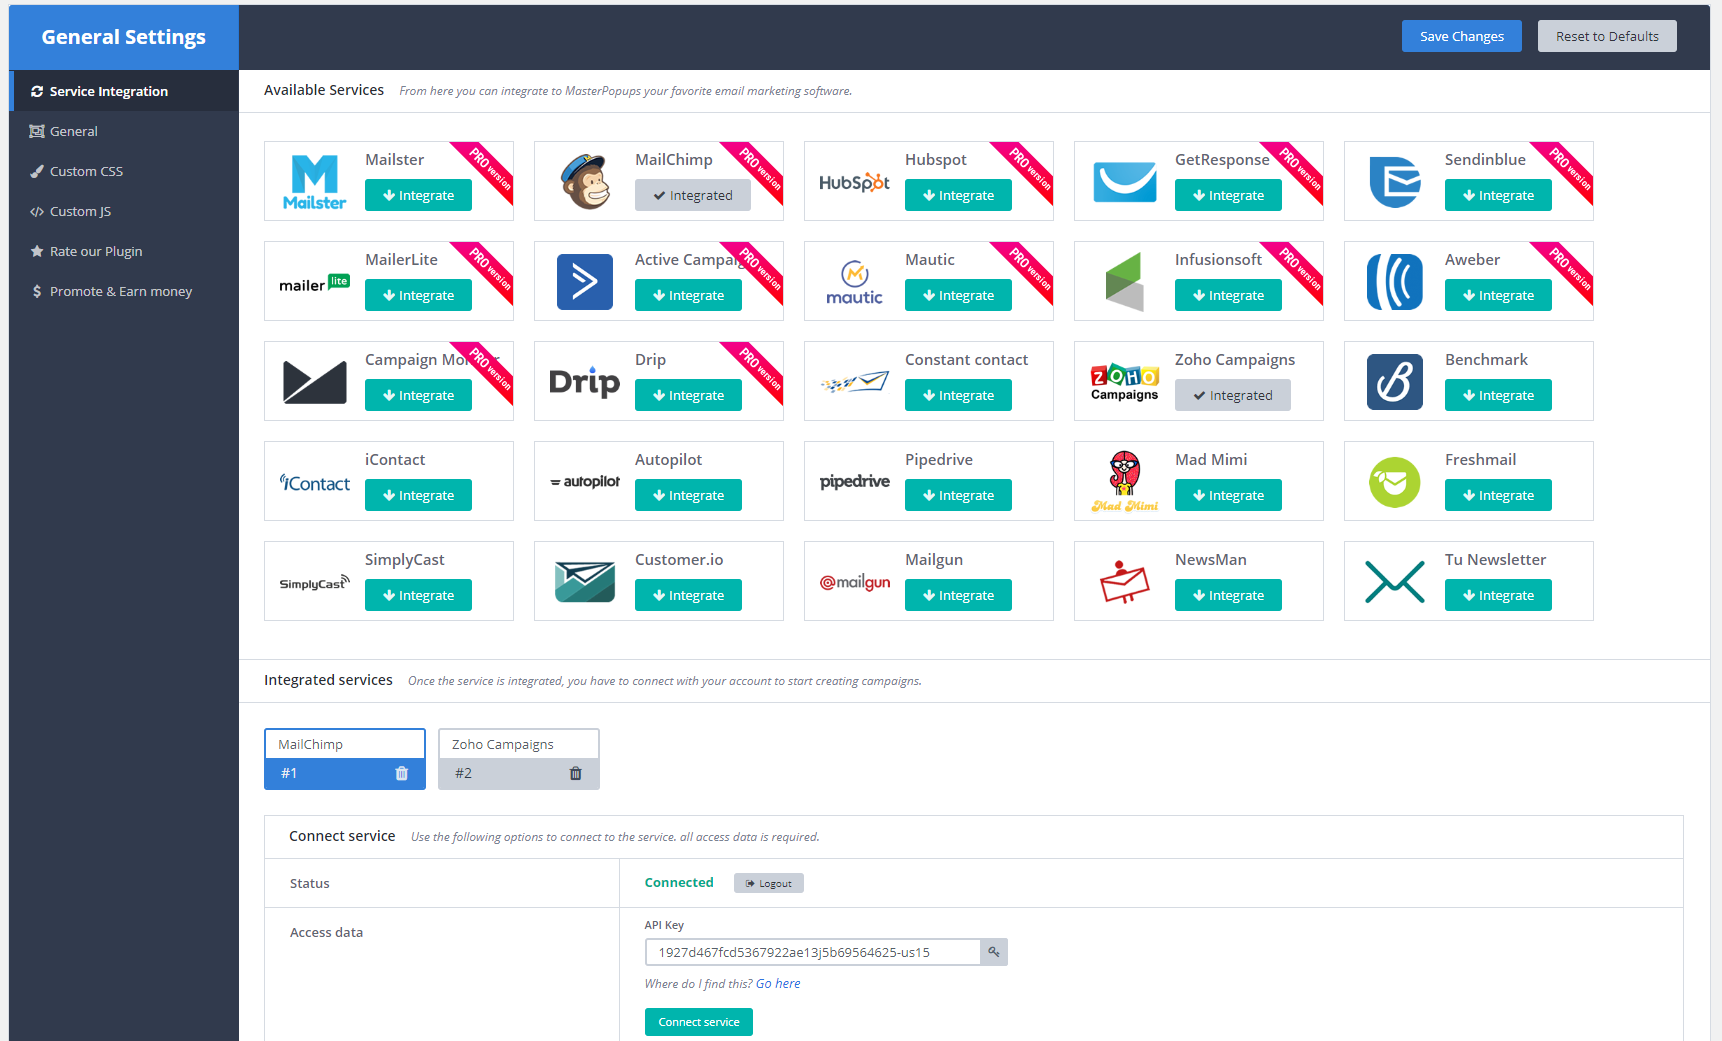 General Settings
Save Changes
Reset to Defaults
Service Integration
General
Custom CSS
Custom JS
Rate our Plugin
Promote & Earn money
Available Services From here you can integrate to MasterPopups your favorite email marketing software.
Mailster
Mailster
Integrate
PRO version
MailChimp
Integrated
PRO version
HubSpot
Hubspot
Integrate
PRO version
GetResponse
Integrate
PRO version
Sendinblue
Integrate
PRO version
mailer lite
MailerLite
Integrate
PRO version
Active Campaig
Integrate
PRO version
mautic
Mautic
Integrate
PRO version
Infusionsoft
Integrate
PRO version
Aweber
Integrate
PRO version
Campaign Mo
Integrate
PRO version
Drip
Drip
Integrate
PRO version
Constant contact
Integrate
ZOHO
Campaigns
Zoho Campaigns
Integrated
B
Benchmark
Integrate
iContact
iContact
Integrate
autopilot
Autopilot
Integrate
pipedrive
Pipedrive
Integrate
Mad Mimi
Mad Mimi
Integrate
Freshmail
Integrate
SimplyCast
SimplyCast
Integrate
Customer.io
Integrate
@mailgun
Mailgun
Integrate
NewsMan
Integrate
Tu Newsletter
Integrate
Integrated services Once the service is integrated, you have to connect with your account to start creating campaigns.
MailChimp
#1
Zoho Campaigns
#2
Connect service Use the following options to connect to the service. all access data is required.
Status
Connected
Logout
Access data
API Key
1927d467fcd5367922ae13j5b69564625-us15
Where do I find this? Go here
Connect service